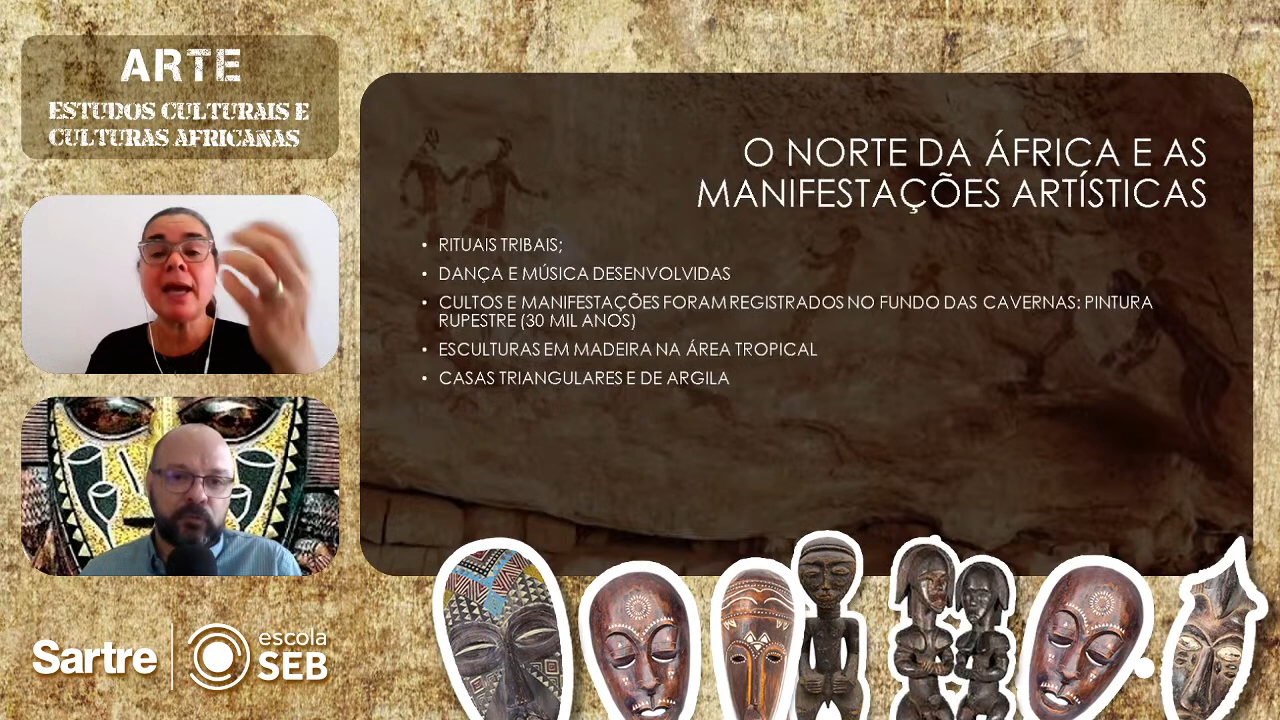 ARTE
ESTUDOS CULTURAIS E
CULTURAS AFRICANAS
O NORTE DA ÁFRICA E AS
MANIFESTAÇÕES ARTÍSTICAS
• RITUAIS TRIBAIS;
• DANÇA E MÚSICA DESENVOLVIDAS
• CULTOS E MANIFESTAÇÕES FORAM REGISTRADOS NO FUNDO DAS CAVERNAS: PINTURA
RUPESTRE (30 MIL ANOS)
• ESCULTURAS EM MADEIRA NA ÁREA TROPICAL
• CASAS TRIANGULARES E DE ARGILA
Sartre
escola
SEB